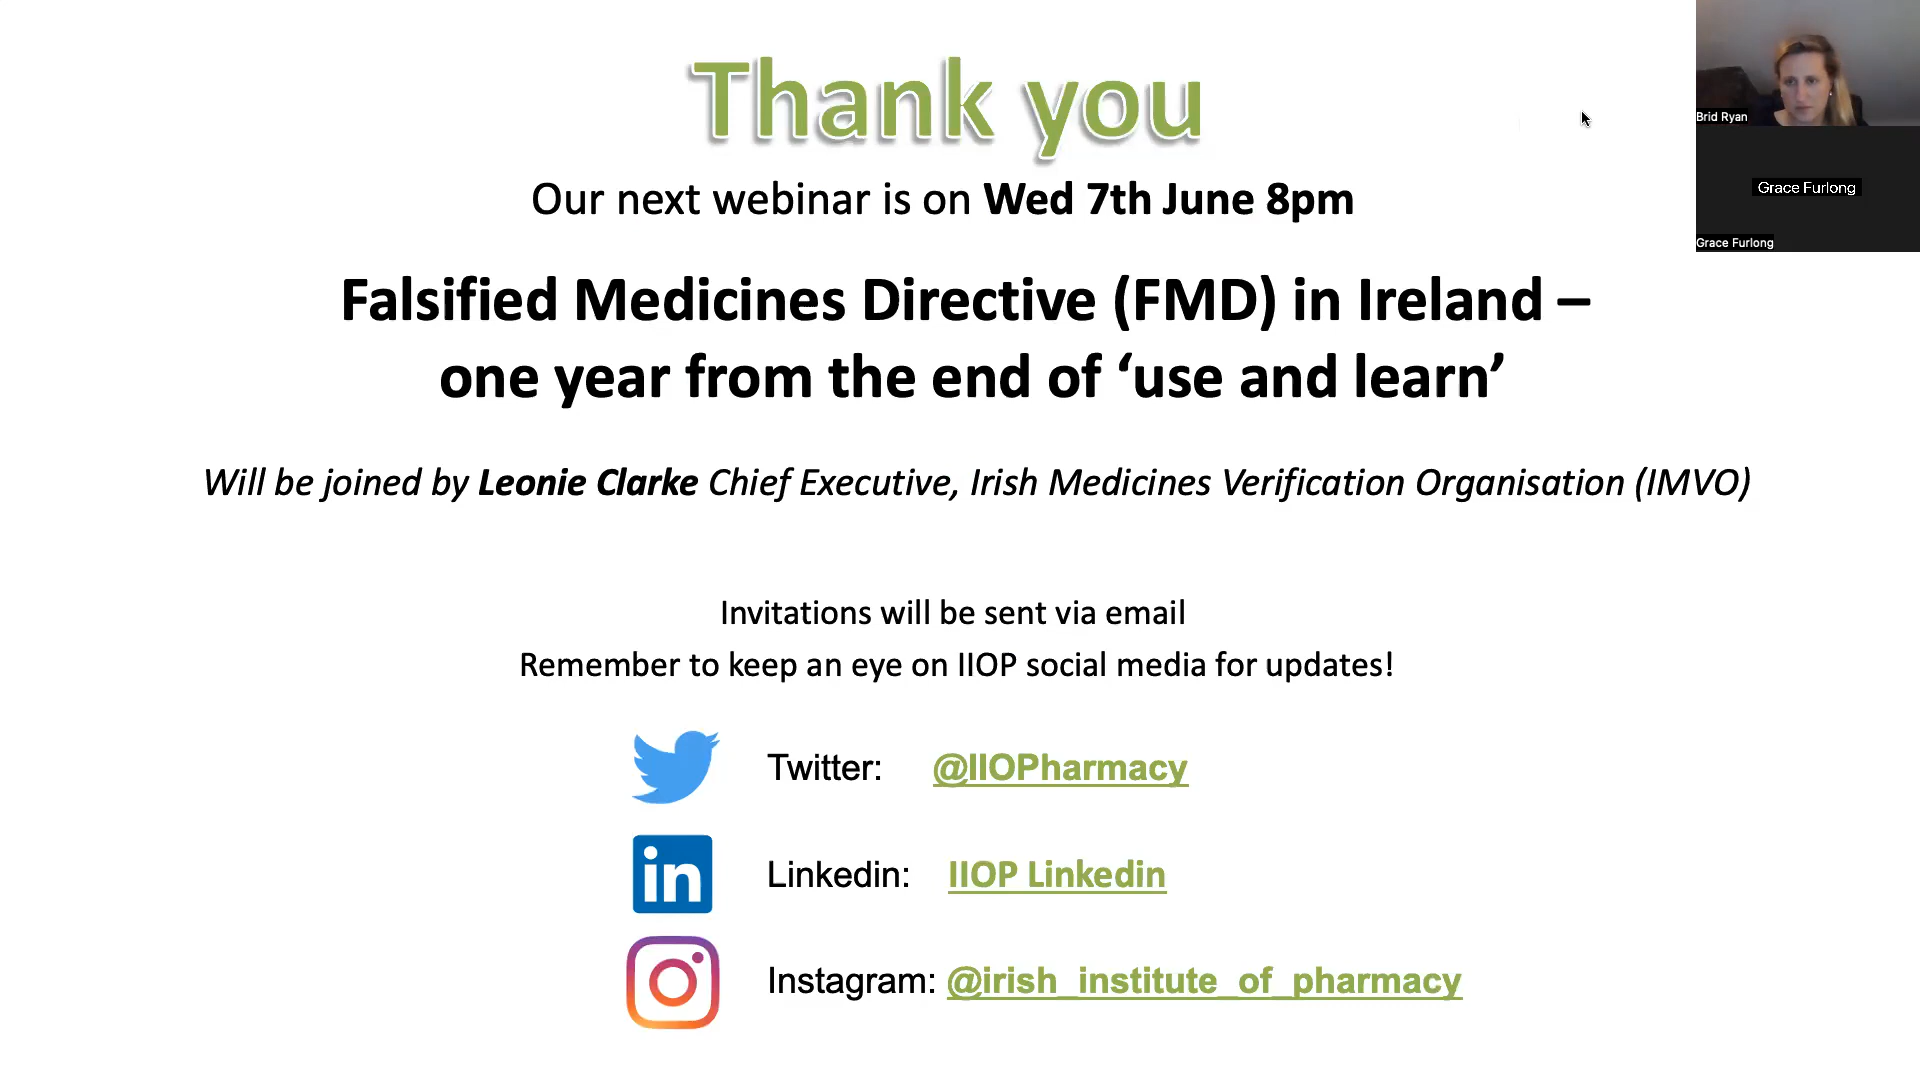 Thank you
Our next webinar is on Wed 7th June 8pm
Falsified Medicines Directive (FMD) in Ireland –
one year from the end of ‘use and learn’
Will be joined by Leonie Clarke Chief Executive, Irish Medicines Verification Organisation (IMVO)
Invitations will be sent via email
Remember to keep an eye on IIOP social media for updates!
Twitter: @IIOPharmacy
in
Linkedin: IIOP Linkedin
Instagram: @irish_institute_of_pharmacy
Brid Ryan
Grace Furlong
Grace Furlong